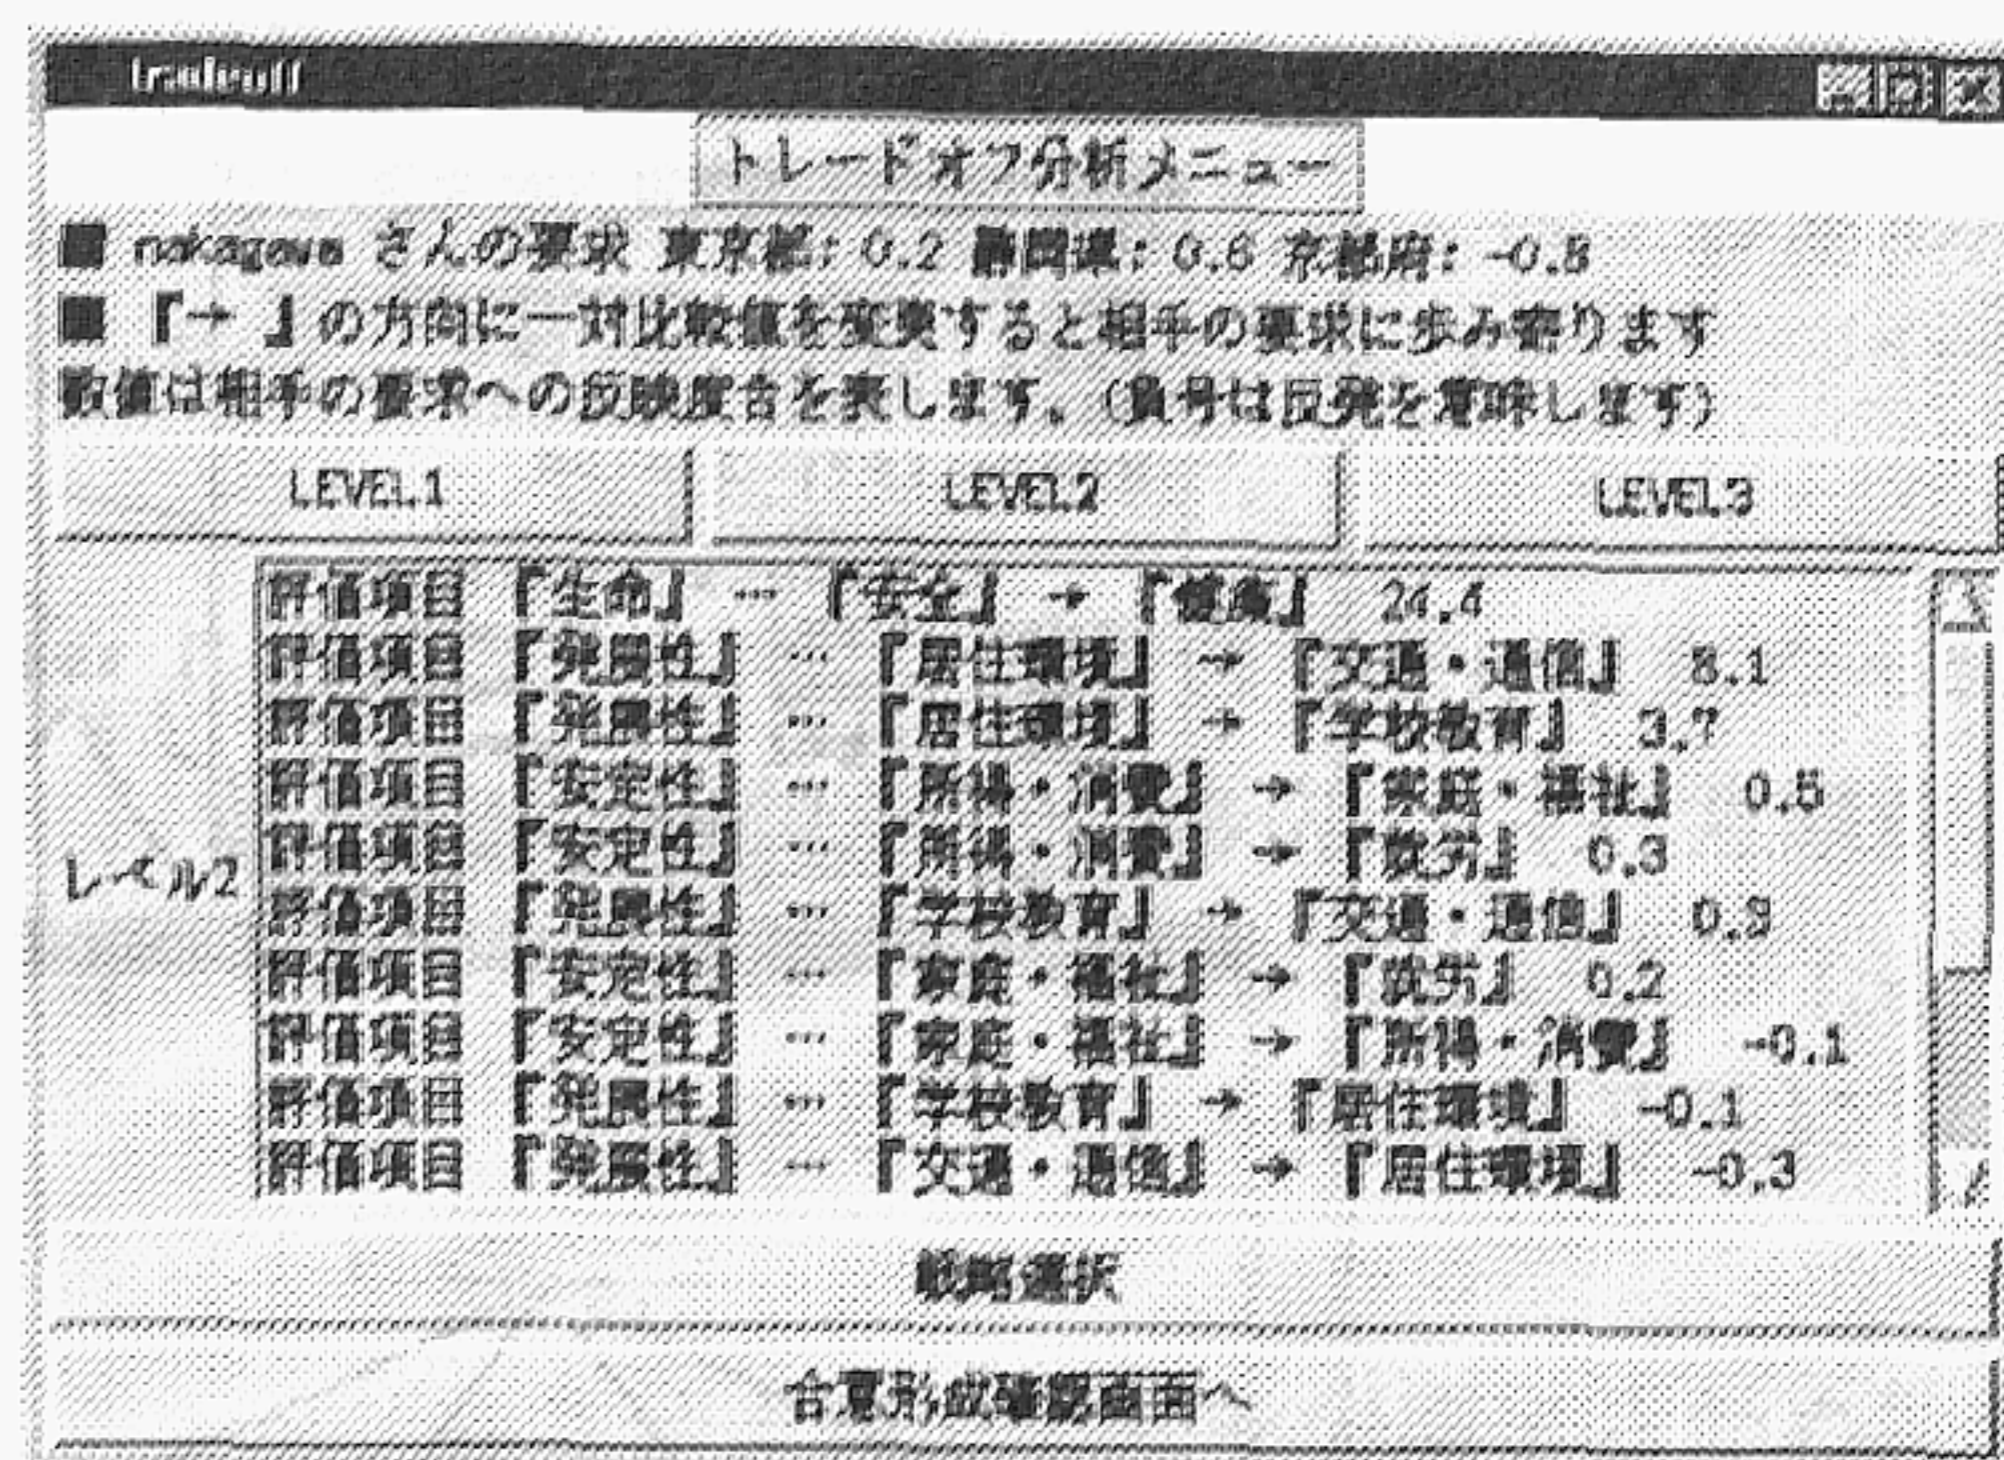 tradeoff
トレードオフ分析メニュー
■ nakagawa さんの要求 東京都: 0.2 静岡県: 0.6 京都府: -0.8
■ 『→ 』の方向に一対比較値を変更すると相手の要求に歩み寄ります
数値は相手の要求への反映度合を表します。(負号は反発を意味します)
LEVEL1 LEVEL2 LEVEL3
レベル2
評価項目 『生命』 … 『安全』 → 『健康』 24.4
評価項目 『発展性』 … 『居住環境』 → 『交通・通信』 8.1
評価項目 『発展性』 … 『居住環境』 → 『学校教育』 3.7
評価項目 『安定性』 … 『所得・消費』 → 『家庭・福祉』 0.5
評価項目 『安定性』 … 『所得・消費』 → 『就労』 0.3
評価項目 『発展性』 … 『学校教育』 → 『交通・通信』
評価項目 『安定性』 … 『家庭・福祉』 → 『就労』 0.2
評価項目 『安定性』 … 『家庭・福祉』 → 『所得・消費』 -0.1
評価項目 『発展性』 … 『学校教育』 → 『居住環境』 -0.1
評価項目 『発展性』 … 『交通・通信』 → 『居住環境』 -0.3
戦略選択
合意形成確認画面へ